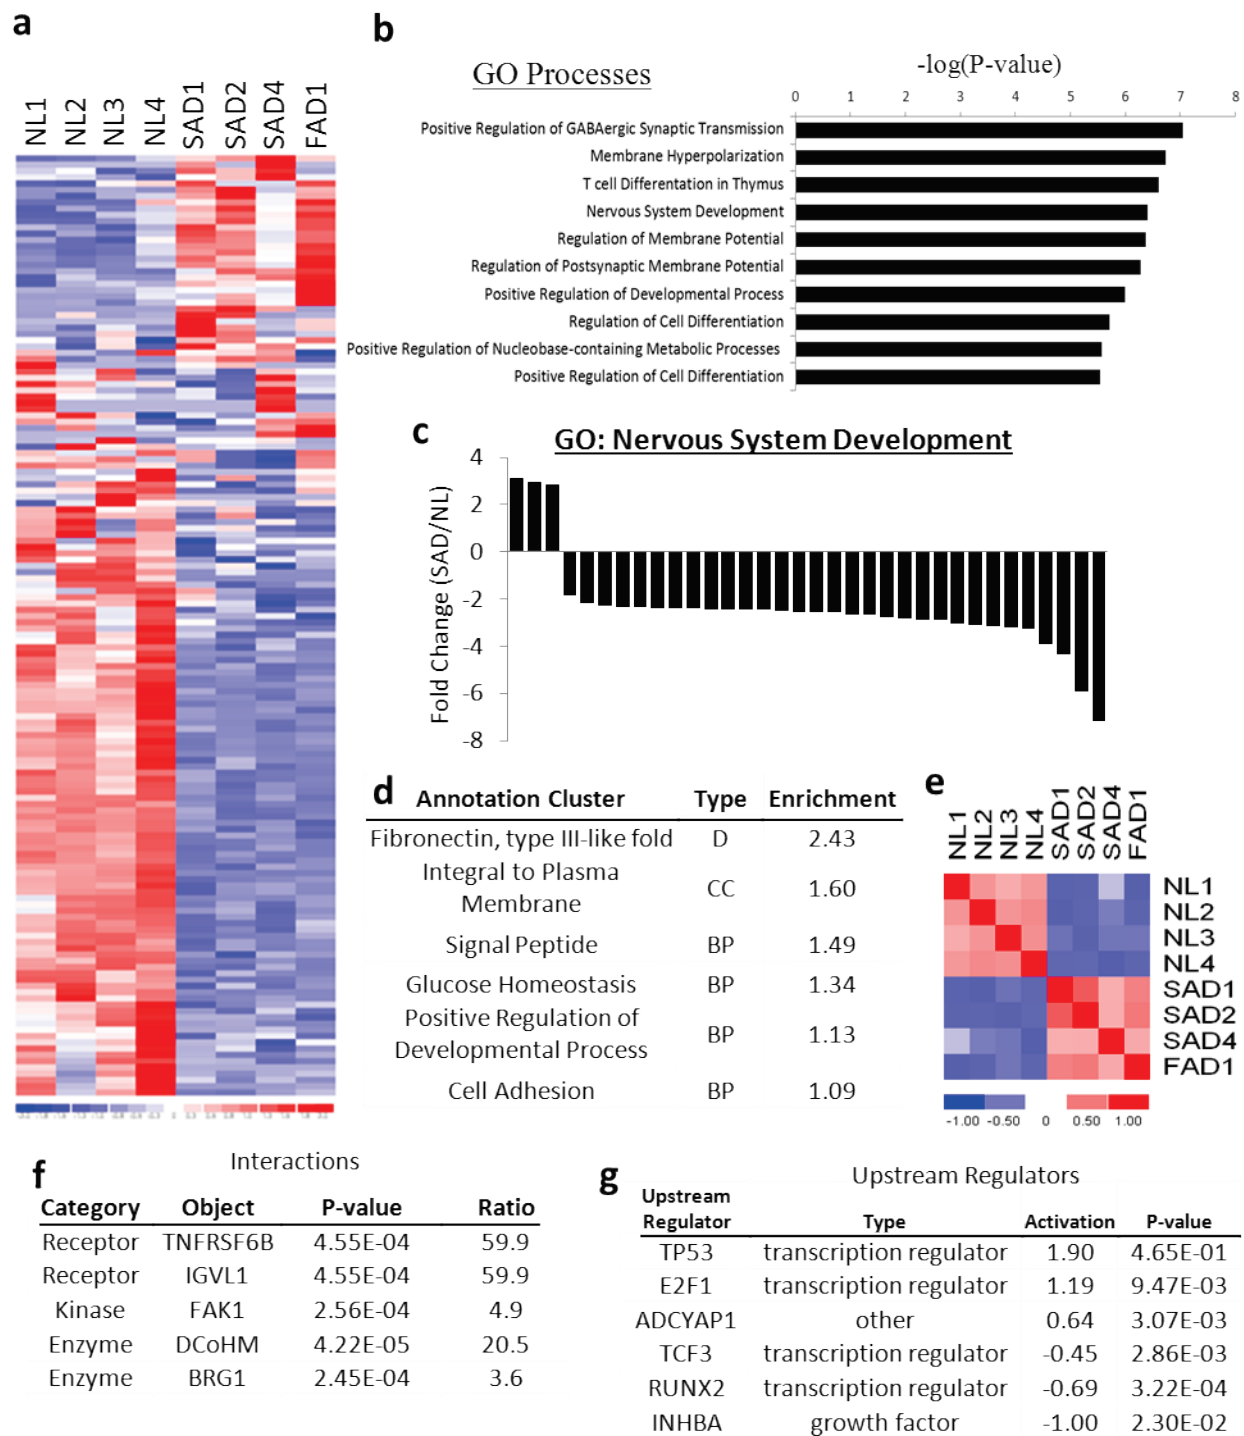 a
NL1 NL2 NL3 NL4 SAD1 SAD2 SAD4 FAD1
b
GO Processes
-log(P-value)
0 1 2 3 4 5 6 7 8
Positive Regulation of GABAergic Synaptic Transmission
Membrane Hyperpolarization
T cell Differentation in Thymus
Nervous System Development
Regulation of Membrane Potential
Regulation of Postsynaptic Membrane Potential
Positive Regulation of Developmental Process
Regulation of Cell Differentiation
Positive Regulation of Nucleobase-containing Metabolic Processes
Positive Regulation of Cell Differentiation
c
GO: Nervous System Development
Fold Change (SAD/NL)
4
2
0
-2
-4
-6
-8
d
Annotation Cluster Type Enrichment
Fibronectin, type III-like fold D 2.43
Integral to Plasma
Membrane CC 1.60
Signal Peptide BP 1.49
Glucose Homeostasis BP 1.34
Positive Regulation of
Developmental Process BP 1.13
Cell Adhesion BP 1.09
e
NL1 NL2 NL3 NL4 SAD1 SAD2 SAD4 FAD1
NL1
NL2
NL3
NL4
SAD1
SAD2
SAD4
FAD1
-1.00 -0.50 0 0.50 1.00
f
Interactions
Category Object P-value Ratio
Receptor TNFRSF6B 4.55E-04 59.9
Receptor IGVL1 4.55E-04 59.9
Kinase FAK1 2.56E-04 4.9
Enzyme DCoHM 4.22E-05 20.5
Enzyme BRG1 2.45E-04 3.6
g
Upstream Regulators
Upstream
Regulator Type Activation P-value
TP53 transcription regulator 1.90 4.65E-01
E2F1 transcription regulator 1.19 9.47E-03
ADCYAP1 other 0.64 3.07E-03
TCF3 transcription regulator -0.45 2.86E-03
RUNX2 transcription regulator -0.69 3.22E-04
INHBA growth factor -1.00 2.30E-02